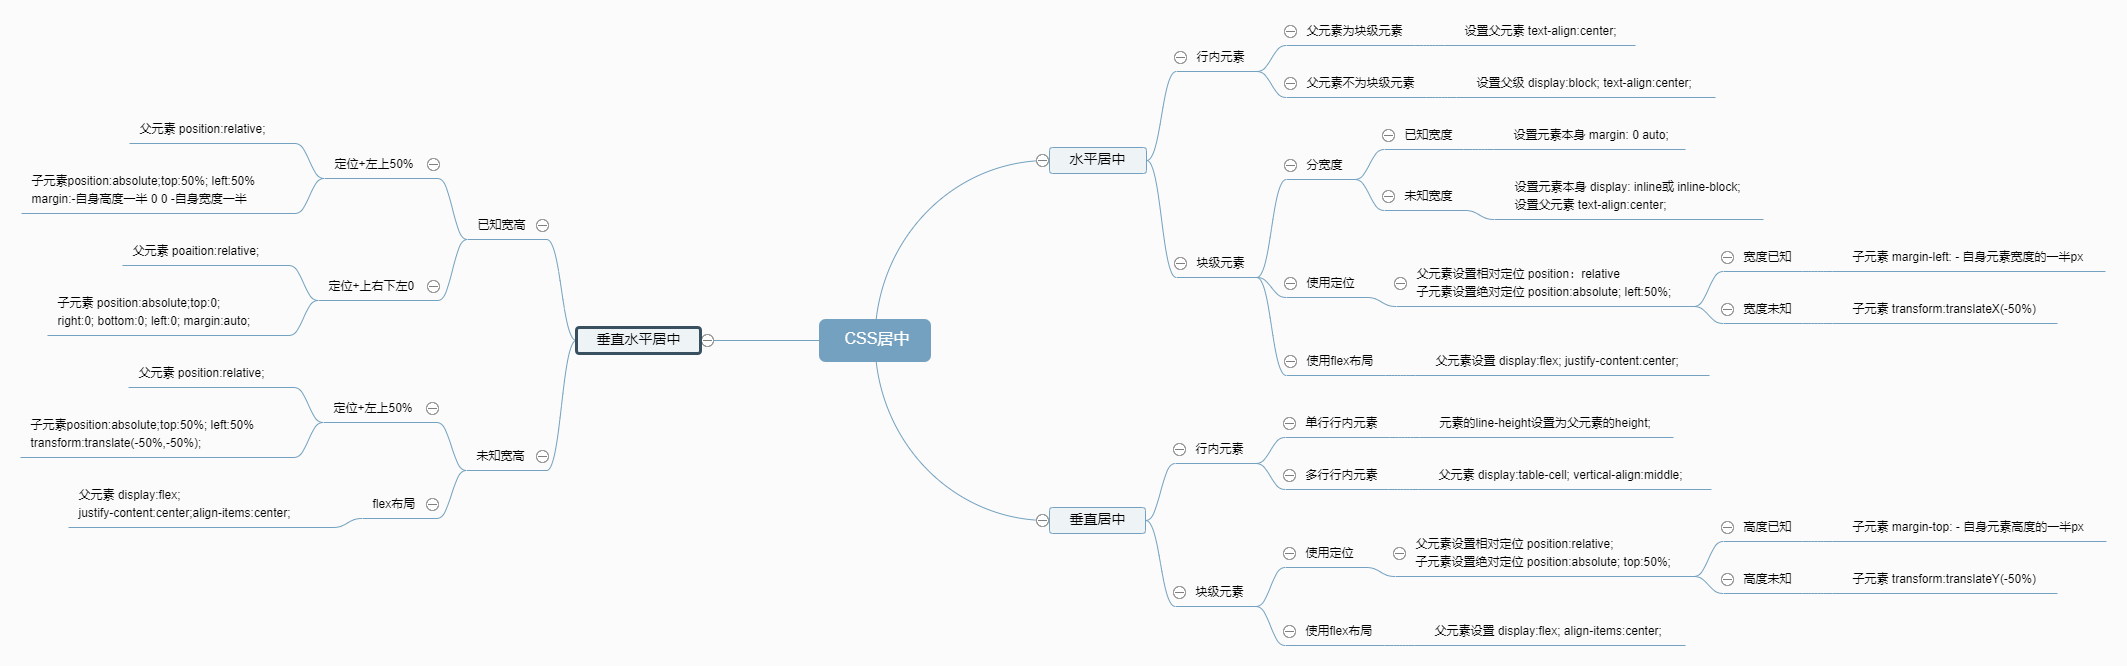 CSS居中
水平居中
行内元素
父元素为块级元素
设置父元素 text-align:center;
父元素不为块级元素
设置父级 display:block; text-align:center;
块级元素
分宽度
已知宽度
设置元素本身 margin: 0 auto;
未知宽度
设置元素本身 display: inline或 inline-block;
设置父元素 text-align:center;
使用定位
父元素设置相对定位 position：relative
子元素设置绝对定位 position:absolute; left:50%;
宽度已知
子元素 margin-left: - 自身元素宽度的一半px
宽度未知
子元素 transform:translateX(-50%)
使用flex布局
父元素设置 display:flex; justify-content:center;
垂直居中
行内元素
单行行内元素
元素的line-height设置为父元素的height;
多行行内元素
父元素 display:table-cell; vertical-align:middle;
块级元素
使用定位
父元素设置相对定位 position:relative;
子元素设置绝对定位 position:absolute; top:50%;
高度已知
子元素 margin-top: - 自身元素高度的一半px
高度未知
子元素 transform:translateY(-50%)
使用flex布局
父元素设置 display:flex; align-items:center;
垂直水平居中
已知宽高
定位+左上50%
父元素 position:relative;
子元素position:absolute;top:50%; left:50%
margin:-自身高度一半 0 0 -自身宽度一半
定位+上右下左0
父元素 poaition:relative;
子元素 position:absolute;top:0;
right:0; bottom:0; left:0; margin:auto;
未知宽高
定位+左上50%
父元素 position:relative;
子元素position:absolute;top:50%; left:50%
transform:translate(-50%,-50%);
flex布局
父元素 display:flex;
justify-content:center;align-items:center;